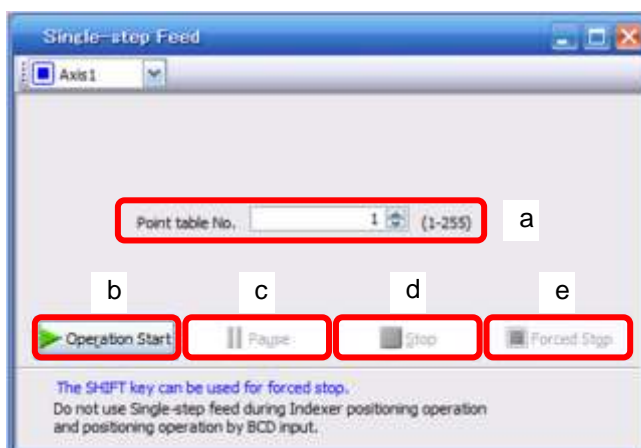 Single-step Feed
Axis1
Point table No. 1 (1-255) a
b c d e
Operation Start Pause Stop Forced Stop
The SHIFT key can be used for forced stop.
Do not use Single-step feed during Indexer positioning operation
and positioning operation by BCD input.